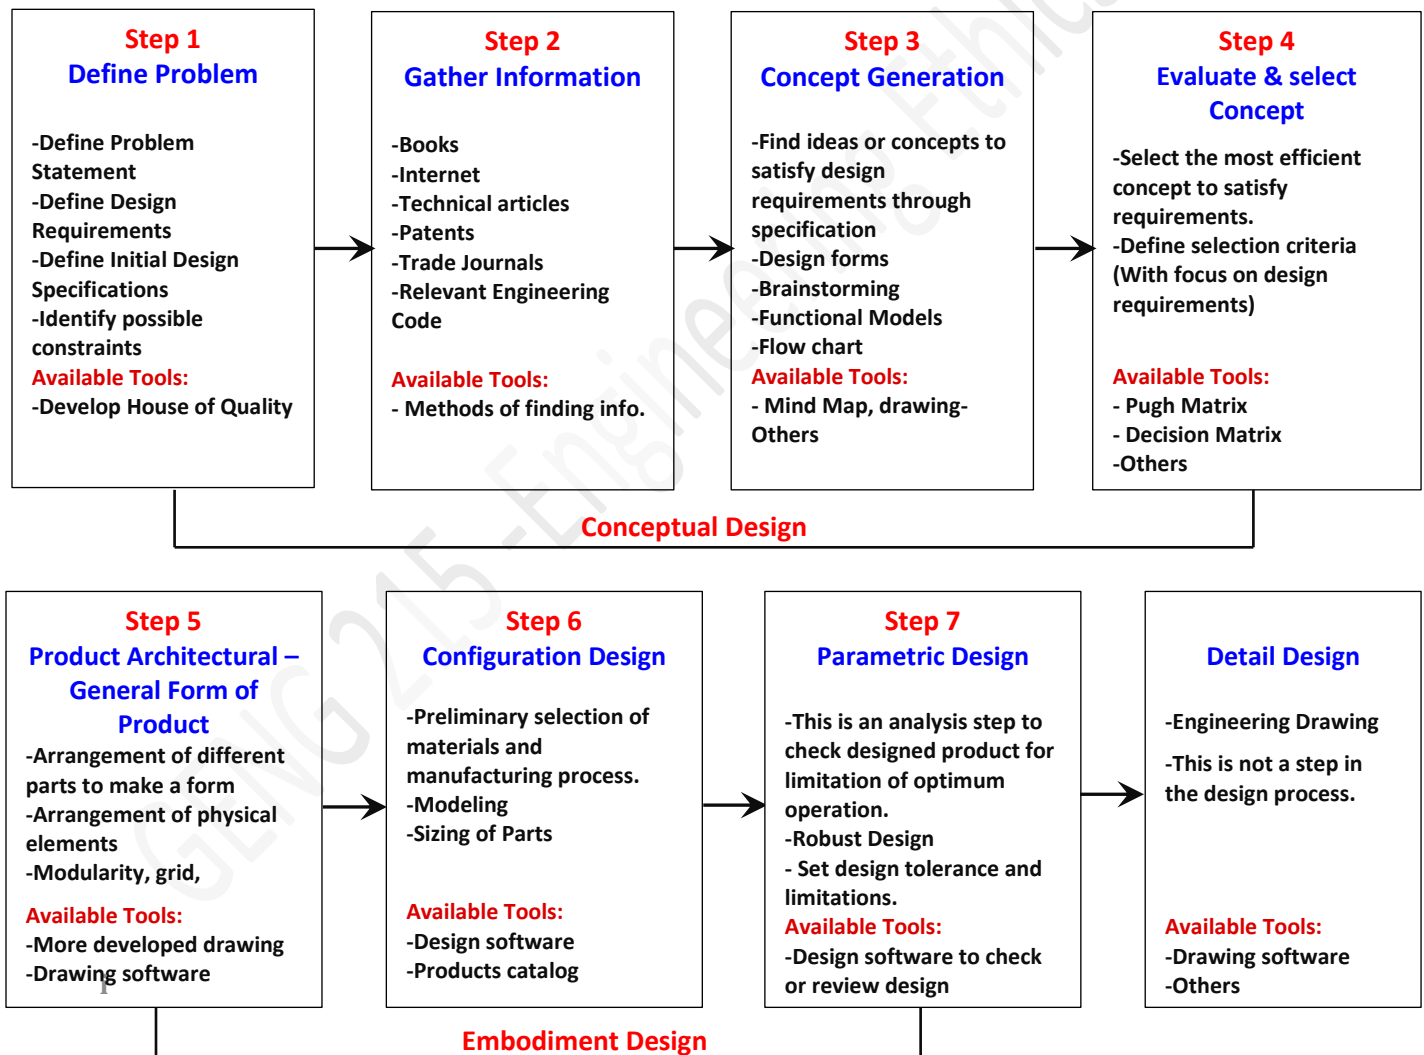 Step 1
Define Problem
-Define Problem
Statement
-Define Design
Requirements
-Define Initial Design
Specifications
-Identify possible
constraints
Available Tools:
-Develop House of Quality
Step 2
Gather Information
-Books
-Internet
-Technical articles
-Patents
-Trade Journals
-Relevant Engineering
Code
Available Tools:
- Methods of finding info.
Step 3
Concept Generation
-Find ideas or concepts to
satisfy design
requirements through
specification
-Design forms
-Brainstorming
-Functional Models
-Flow chart
Available Tools:
- Mind Map, drawing-
Others
Step 4
Evaluate & select
Concept
-Select the most efficient
concept to satisfy
requirements.
-Define selection criteria
(With focus on design
requirements)
Available Tools:
- Pugh Matrix
- Decision Matrix
-Others
Conceptual Design
Step 5
Product Architectural –
General Form of
Product
-Arrangement of different
parts to make a form
-Arrangement of physical
elements
-Modularity, grid,
Available Tools:
-More developed drawing
-Drawing software
Step 6
Configuration Design
-Preliminary selection of
materials and
manufacturing process.
-Modeling
-Sizing of Parts
Available Tools:
-Design software
-Products catalog
Step 7
Parametric Design
-This is an analysis step to
check designed product for
limitation of optimum
operation.
-Robust Design
- Set design tolerance and
limitations.
Available Tools:
-Design software to check
or review design
Detail Design
-Engineering Drawing
-This is not a step in
the design process.
Available Tools:
-Drawing software
-Others
Embodiment Design
GENG 215 -Engineering Ethic